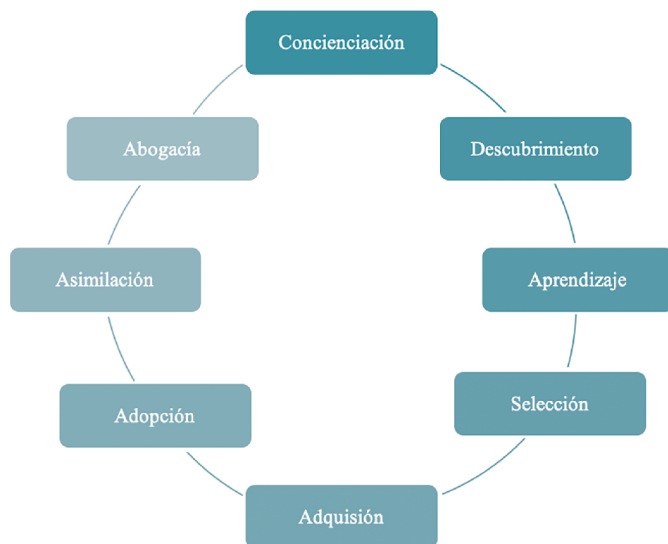 Concienciación
Descubrimiento
Aprendizaje
Selección
Adquisión
Adopción
Asimilación
Abogacía